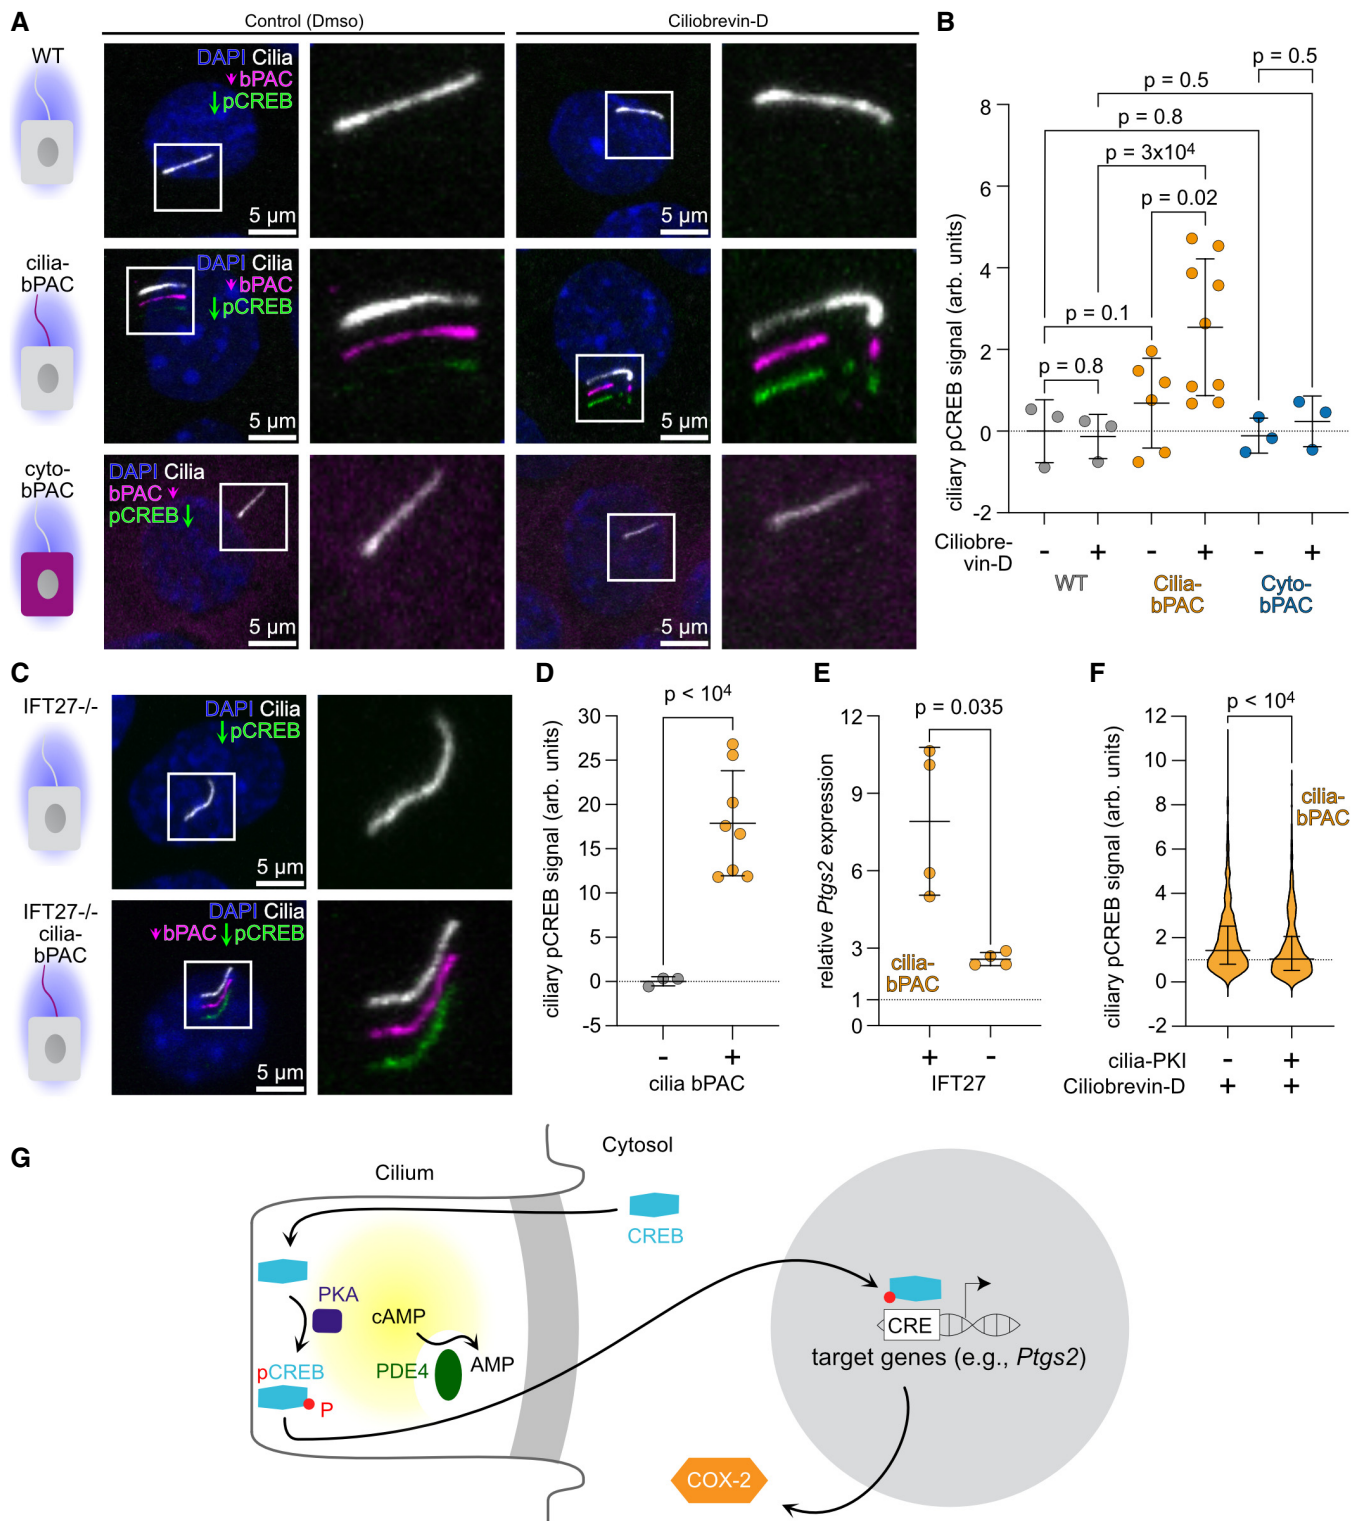 A
Control (Dmso)
Ciliobrevin-D
WT
DAPI Cilia
bPAC
pCREB
5 µm
5 µm
cilia-
bPAC
DAPI Cilia
bPAC
pCREB
5 µm
5 µm
cyto-
bPAC
DAPI Cilia
bPAC
pCREB
5 µm
5 µm
B
p = 0.5
p = 0.5
p = 0.8
p = 3x10⁴
p = 0.02
p = 0.1
p = 0.8
ciliary pCREB signal (arb. units)
8
6
4
2
0
-2
Ciliobre-
vin-D
- + - + - +
WT
Cilia-
bPAC
Cyto-
bPAC
C
IFT27-/-
DAPI Cilia
pCREB
5 µm
IFT27-/-
cilia-
bPAC
DAPI Cilia
bPAC pCREB
5 µm
D
p < 10⁴
ciliary pCREB signal (arb. units)
30
25
20
15
10
5
0
-5
- +
cilia bPAC
E
p = 0.035
relative Ptgs2 expression
12
9
6
3
1
0
cilia-
bPAC
+ -
IFT27
F
p < 10⁴
ciliary pCREB signal (arb. units)
12
10
8
6
4
2
0
-2
cilia-
bPAC
cilia-PKI - +
Ciliobrevin-D + +
G
Cilium
Cytosol
CREB
PKA
cAMP
PDE4
AMP
pCREB
P
CRE
target genes (e.g., Ptgs2)
COX-2